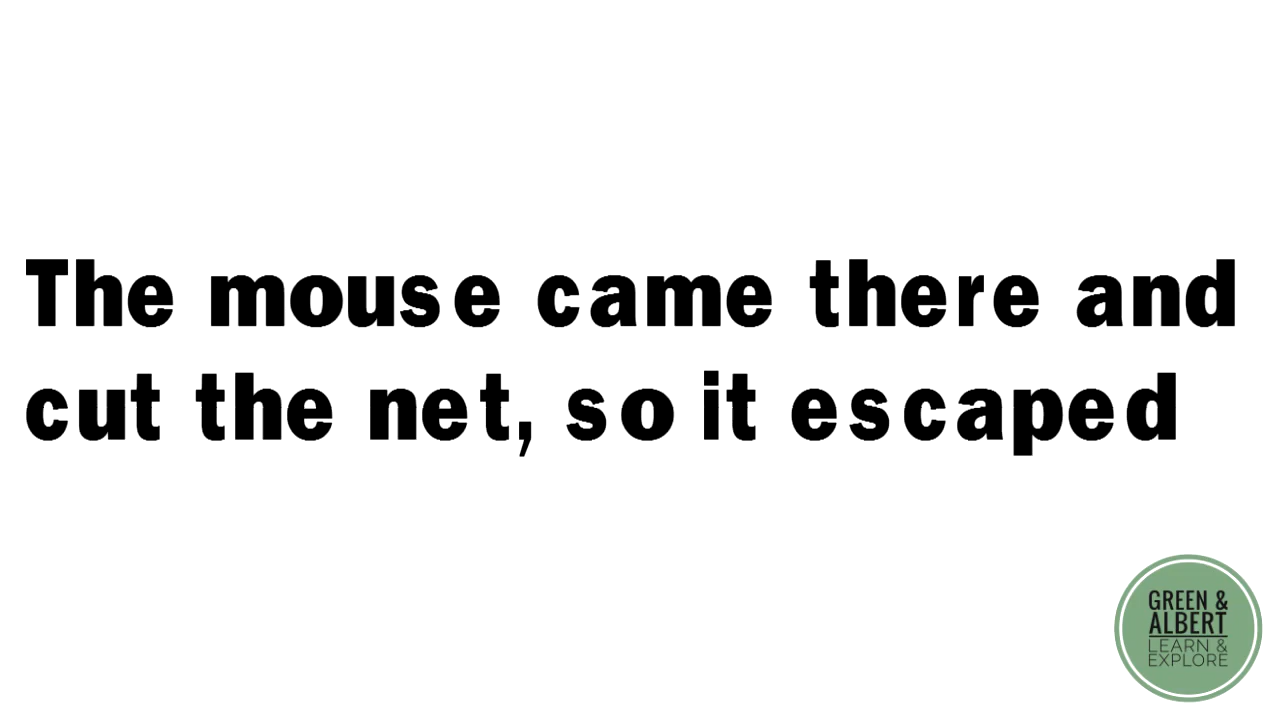 The mouse came there and
cut the net, so it escaped
GREEN &
ALBERT
LEARN &
EXPLORE